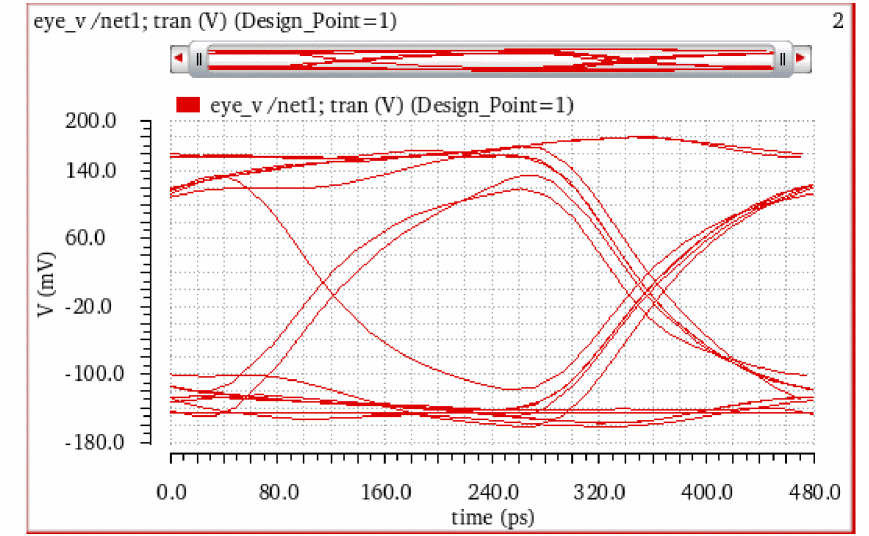 eye_v /net1; tran (V) (Design_Point=1)
2
eye_v /net1; tran (V) (Design_Point=1)
200.0
140.0
60.0
-20.0
-100.0
-180.0
V (mV)
0.0 80.0 160.0 240.0 320.0 400.0 480.0
time (ps)